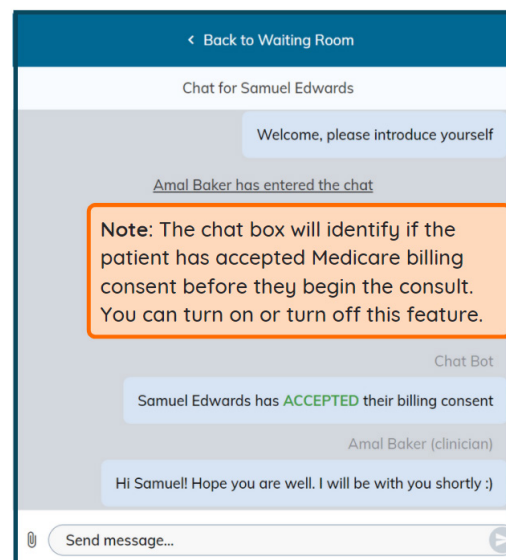 < Back to Waiting Room
Chat for Samuel Edwards
Welcome, please introduce yourself
Amal Baker has entered the chat
Note: The chat box will identify if the
patient has accepted Medicare billing
consent before they begin the consult.
You can turn on or turn off this feature.
Chat Bot
Samuel Edwards has ACCEPTED their billing consent
Amal Baker (clinician)
Hi Samuel! Hope you are well. I will be with you shortly :)
Send message...